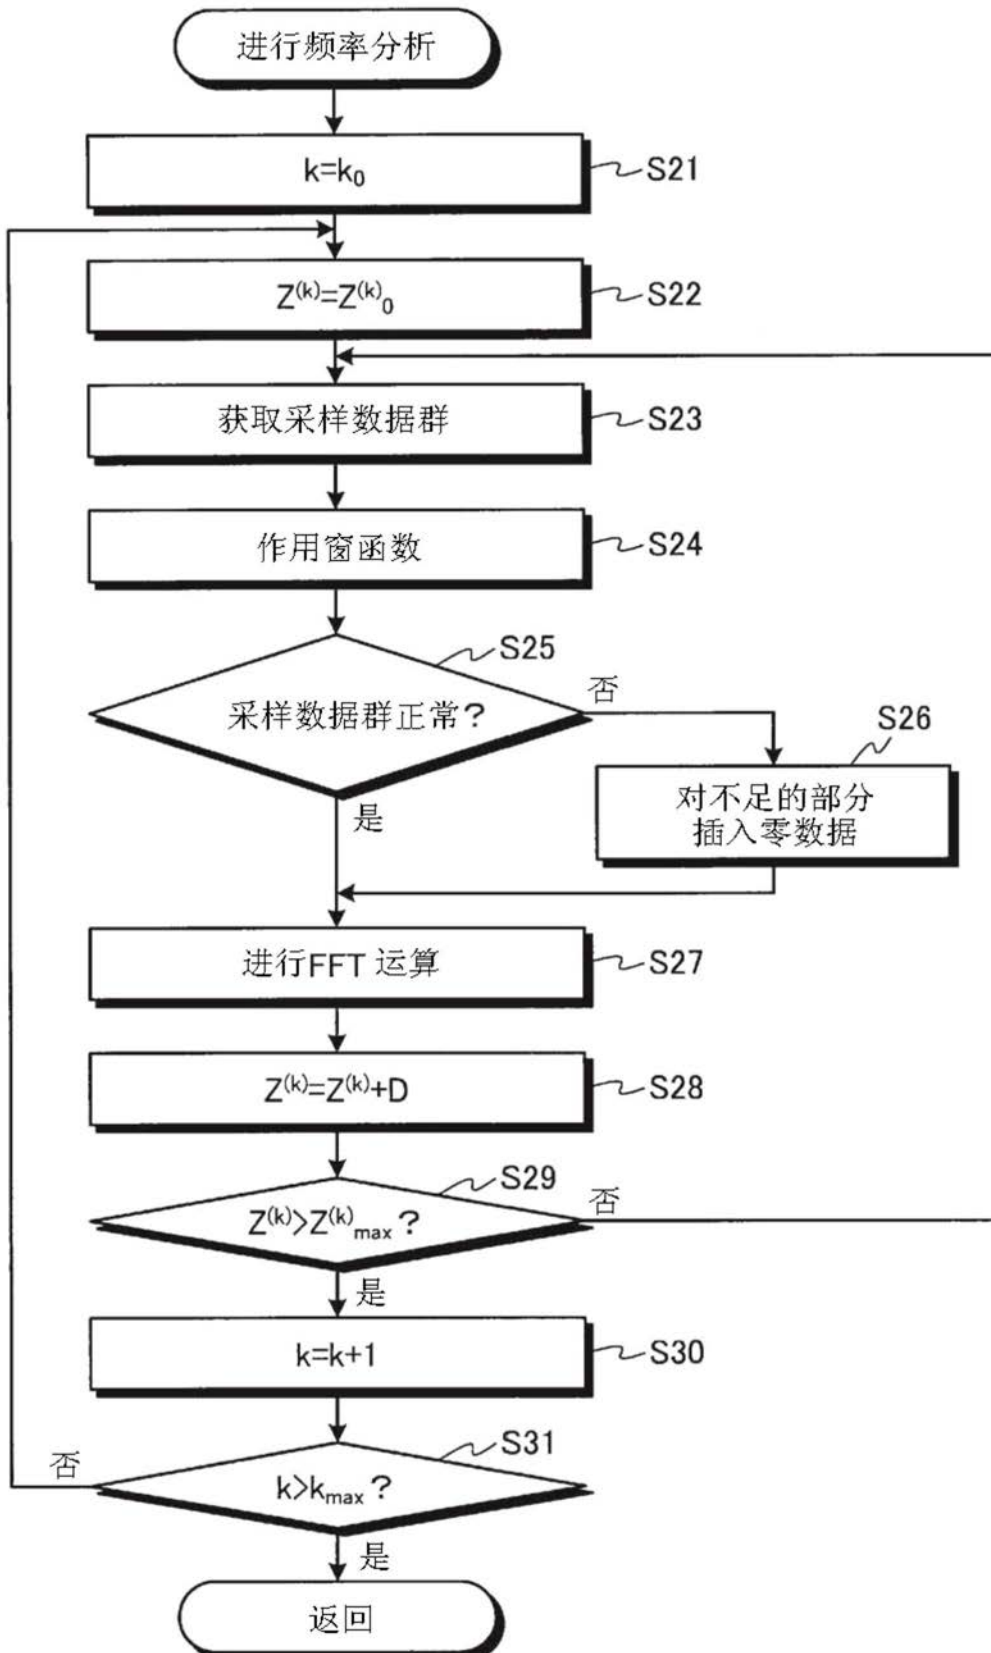 进行频率分析
k=k₀
S21
Z⁽ᵏ⁾=Z⁽ᵏ⁾₀
S22
获取采样数据群
S23
作用窗函数
S24
S25
采样数据群正常?
否
S26
对不足的部分
插入零数据
是
进行FFT 运算
S27
Z⁽ᵏ⁾=Z⁽ᵏ⁾+D
S28
S29
Z⁽ᵏ⁾>Z⁽ᵏ⁾max?
否
是
k=k+1
S30
S31
k>kmax?
否
是
返回